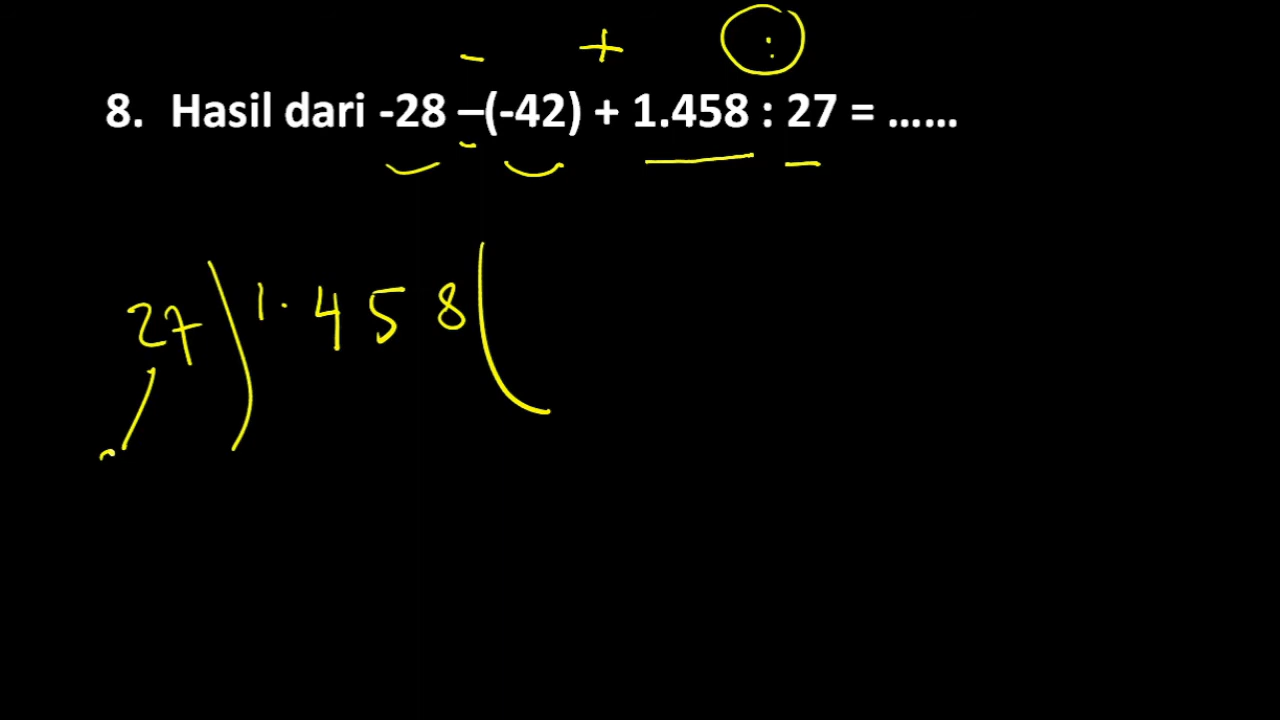 - + :
8. Hasil dari -28 –(-42) + 1.458 : 27 = ......
27 ) 1.458 (